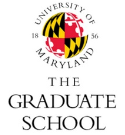 UNIVERSITY OF
18 56
MARYLAND
THE
GRADUATE
SCHOOL